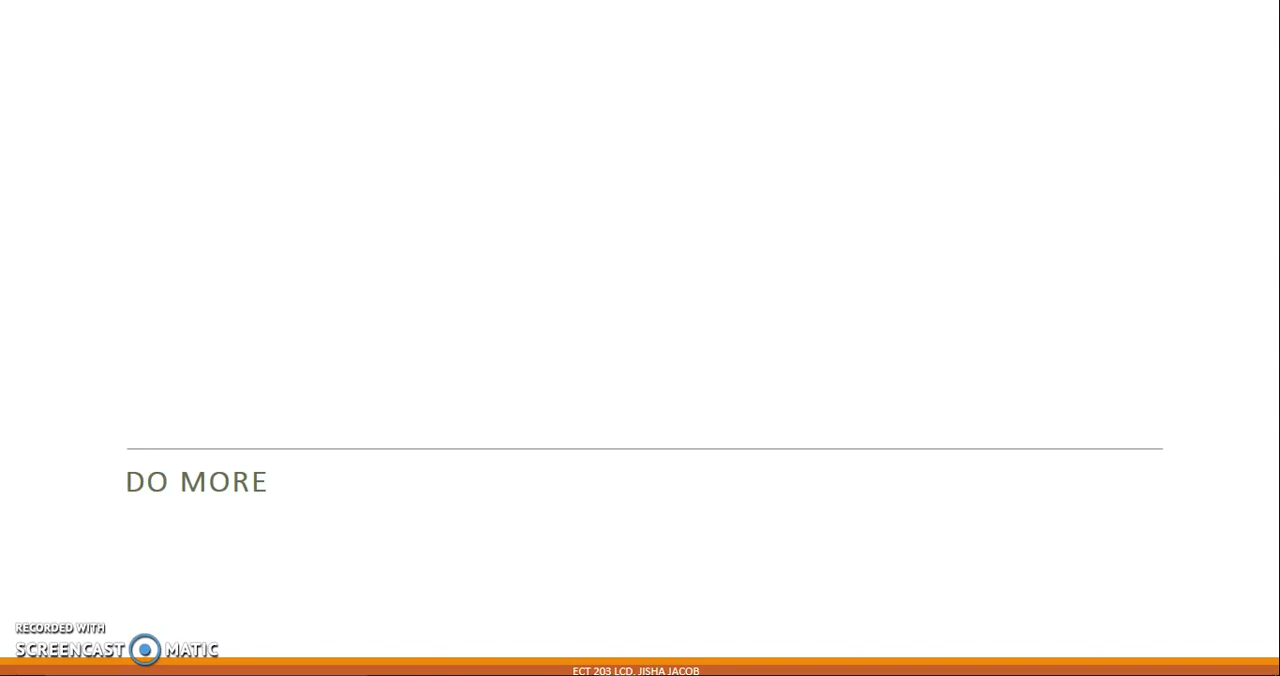 DO MORE
RECORDED WITH
SCREENCAST MATIC
ECT 203 LCD, JISHA JACOB